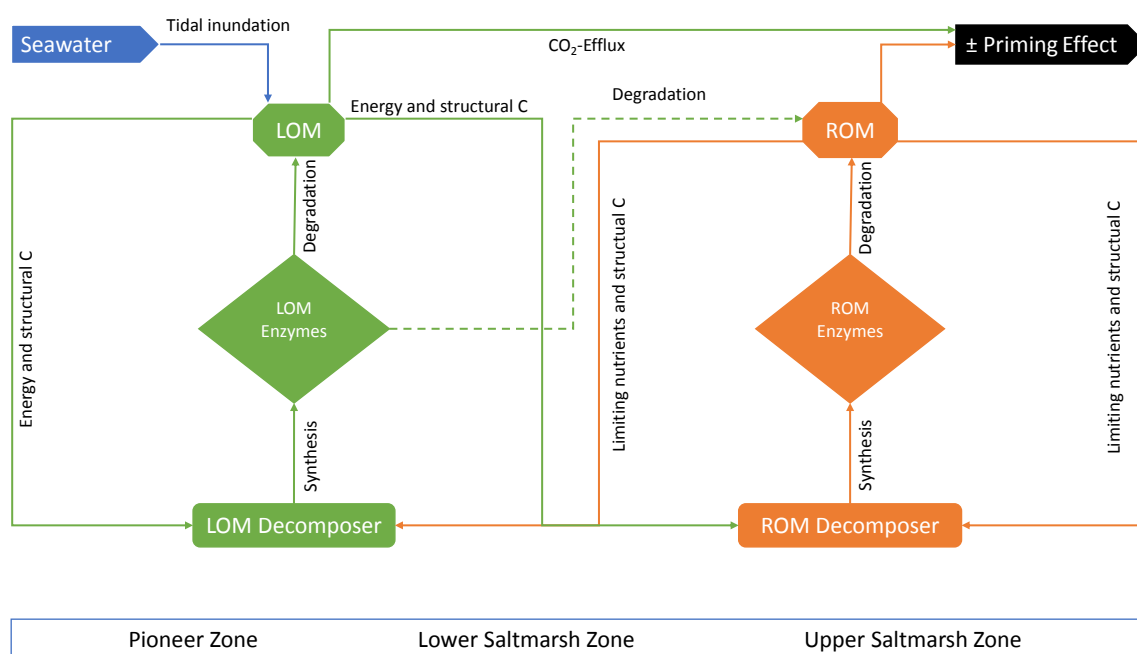 Tidal inundation
Seawater
CO₂-Efflux
± Priming Effect
Energy and structural C
Degradation
LOM
ROM
Degradation
Degradation
Energy and structural C
Limiting nutrients and structual C
Limiting nutrients and structural C
LOM
Enzymes
ROM
Enzymes
Synthesis
Synthesis
LOM Decomposer
ROM Decomposer
Pioneer Zone
Lower Saltmarsh Zone
Upper Saltmarsh Zone